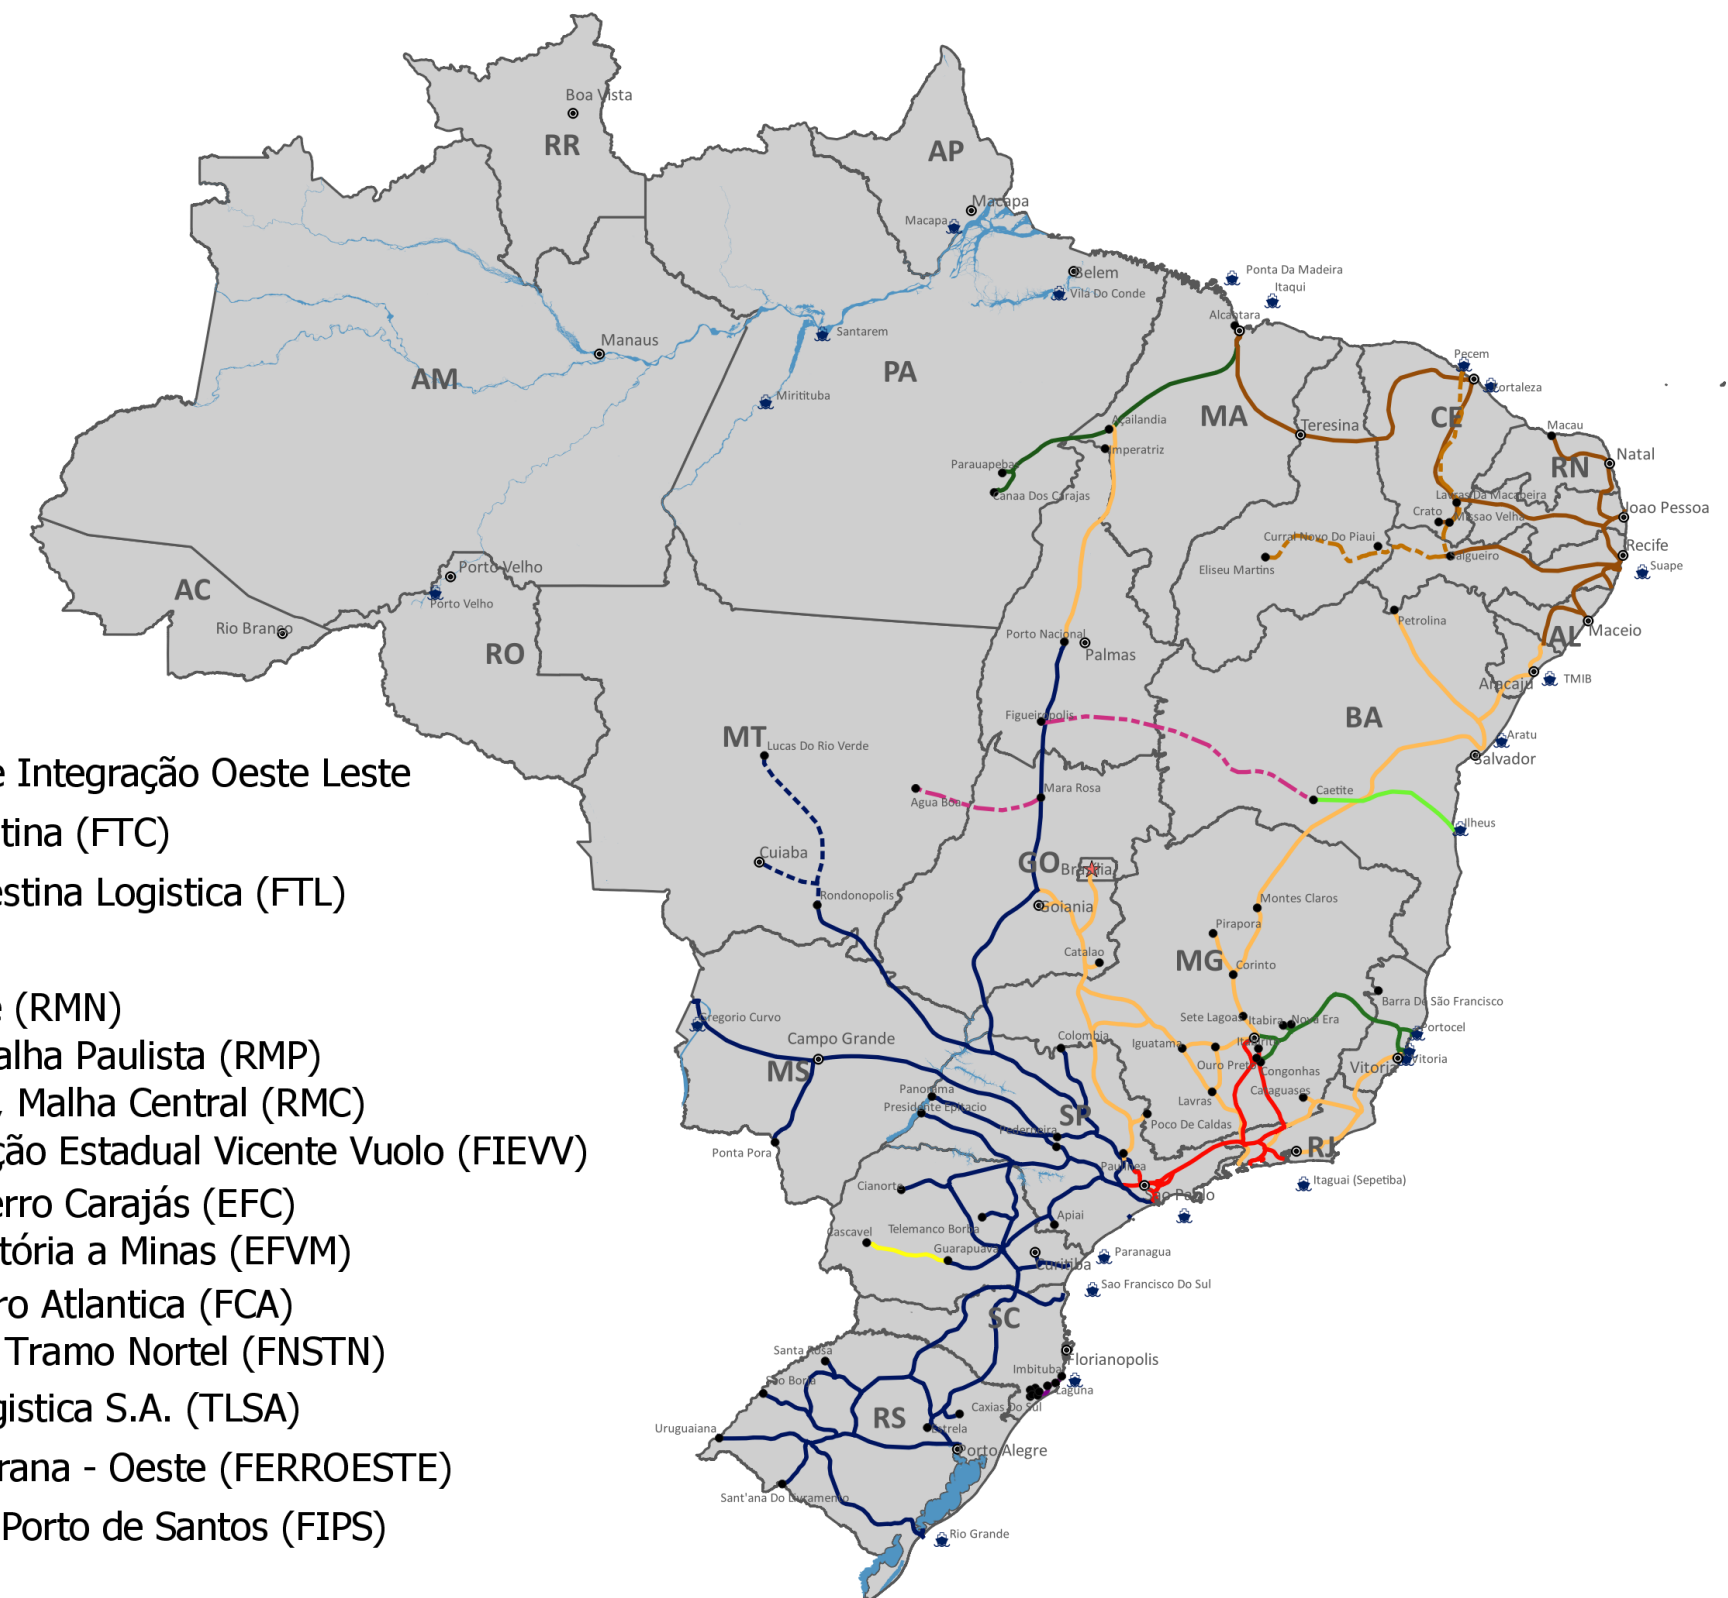 Boa Vista
RR
AP
Macapa
Macapa
Belem
Vila Do Conde
Ponta Da Madeira
Itaqui
Alcantara
Santarem
Manaus
AM
PA
Miritituba
MA
Açailandia
Imperatriz
Parauapebas
Canaa Dos Carajas
Teresina
Pecem
Fortaleza
CE
Macau
Natal
RN
Lavras Da Macabeira
Crato
Missao Velha
Joao Pessoa
Curral Novo Do Piaui
Salgueiro
Recife
Suape
Eliseu Martins
Porto Velho
Porto Velho
AC
Rio Branco
RO
Petrolina
AL
Maceio
Porto Nacional
Palmas
Aracaju
TMIB
Figueiropolis
BA
Aratu
Salvador
MT
Lucas Do Rio Verde
Agua Boa
Mara Rosa
Caetite
Ilheus
e Integração Oeste Leste
tina (FTC)
estina Logistica (FTL)
e (RMN)
alha Paulista (RMP)
, Malha Central (RMC)
ção Estadual Vicente Vuolo (FIEVV)
erro Carajás (EFC)
tória a Minas (EFVM)
ro Atlantica (FCA)
Tramo Nortel (FNSTN)
gistica S.A. (TLSA)
rana - Oeste (FERROESTE)
Porto de Santos (FIPS)
Cuiaba
GO
Brasilia
Rondonopolis
Goiania
Montes Claros
Pirapora
Catalao
MG
Corinto
Barra De São Francisco
Gregorio Curvo
Campo Grande
MS
Colombia
Sete Lagoas
Itabira
Nova Era
Portocel
Iguatama
Ouro Preto
Congonhas
Vitoria
Vitoria
Panorama
Presidente Epitacio
Lavras
Cataguases
SP
Pederneira
Poco De Caldas
Ponta Pora
RJ
Paulinea
Itaguai (Sepetiba)
Sao Pablo
Cianorte
Telemanco Borba
Apiai
Cascavel
Guarapuava
Curitiba
Paranagua
Sao Francisco Do Sul
SC
Santa Rosa
Florianopolis
Sao Borja
Imbituba
Laguna
Caxias Do Sul
RS
Estrela
Uruguaiana
Porto Alegre
Sant'ana Do Livramento
Rio Grande